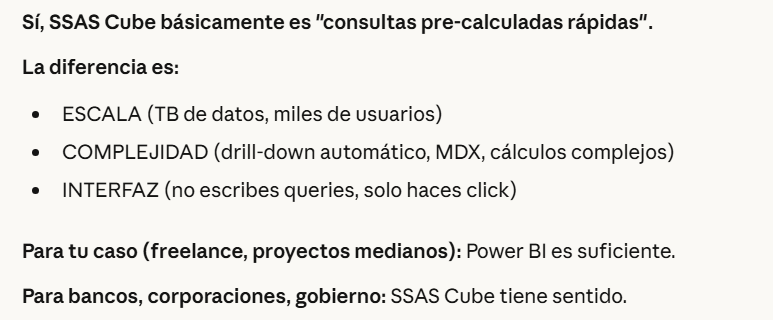 Sí, SSAS Cube básicamente es "consultas pre-calculadas rápidas".
La diferencia es:
• ESCALA (TB de datos, miles de usuarios)
• COMPLEJIDAD (drill-down automático, MDX, cálculos complejos)
• INTERFAZ (no escribes queries, solo haces click)
Para tu caso (freelance, proyectos medianos): Power BI es suficiente.
Para bancos, corporaciones, gobierno: SSAS Cube tiene sentido.